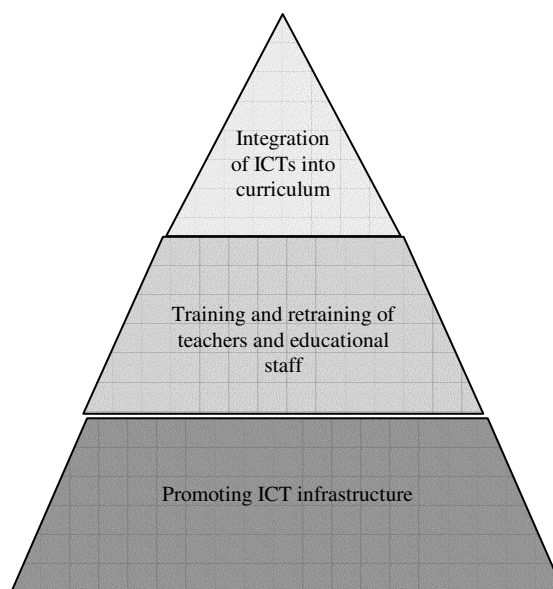 Integration
of ICTs into
curriculum
Training and retraining of
teachers and educational
staff
Promoting ICT infrastructure